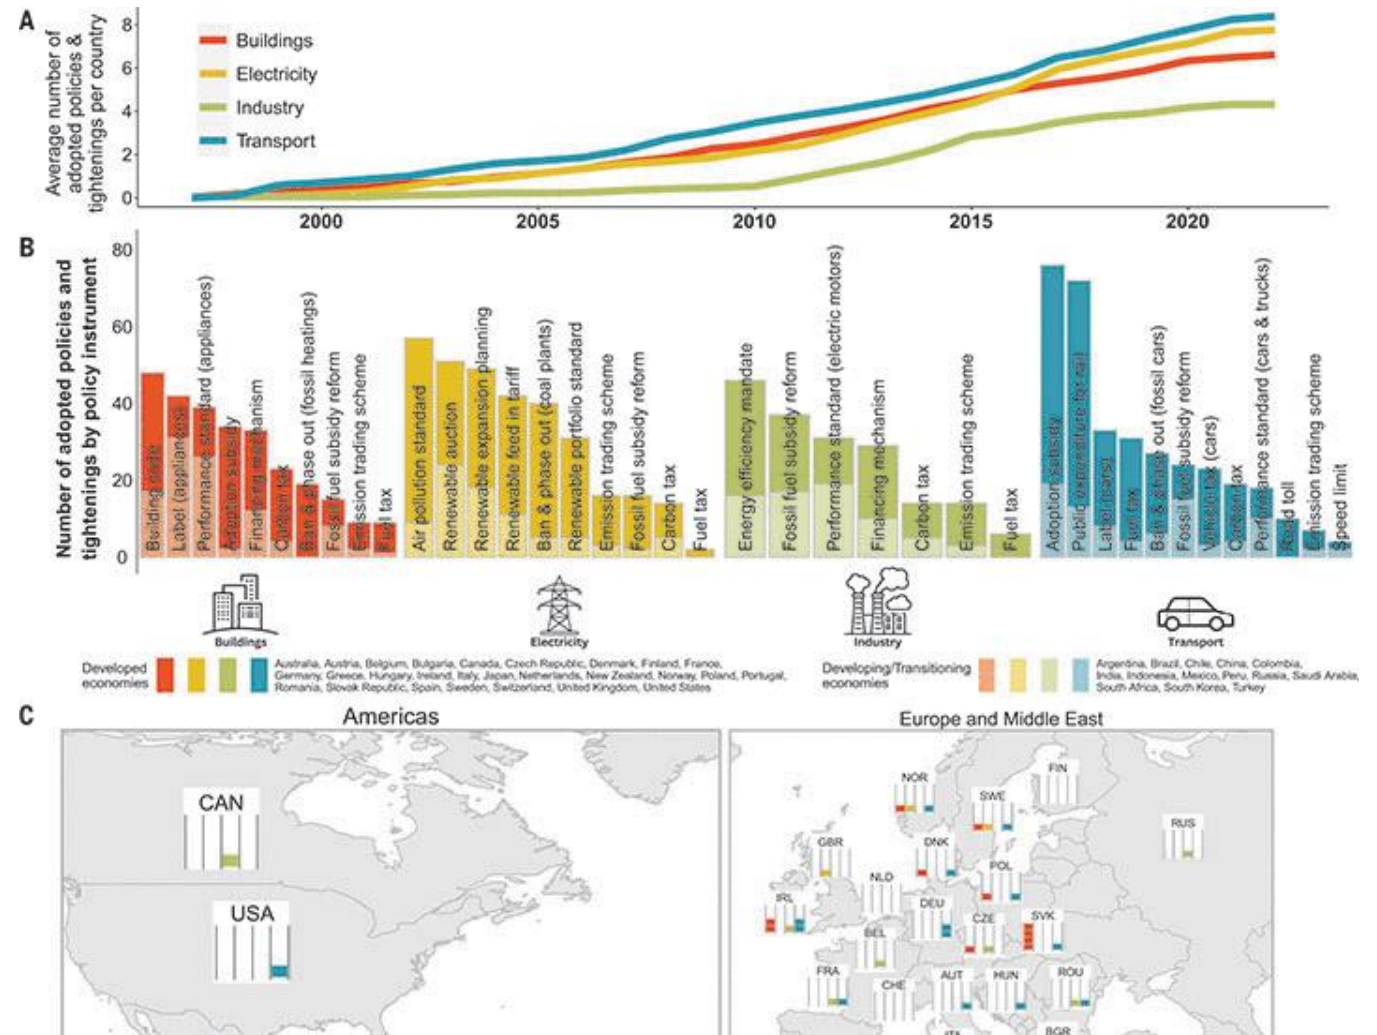 A
Average number of
adopted policies &
tightenings per country
8
6
4
2
0
Buildings
Electricity
Industry
Transport
2000
2005
2010
2015
2020
B
Number of adopted policies and
tightenings by policy instrument
80
60
40
20
0
Building code
Label (appliances)
Performance standard (appliances)
Adoption subsidy
Financing mechanism
Carbon tax
Ban & phase out (fossil heatings)
Fossil fuel subsidy reform
Emission trading scheme
Fuel tax
Air pollution standard
Renewable auction
Renewable expansion planning
Renewable feed in tariff
Ban & phase out (coal plants)
Renewable portfolio standard
Emission trading scheme
Fossil fuel subsidy reform
Carbon tax
Fuel tax
Energy efficiency mandate
Fossil fuel subsidy reform
Performance standard (electric motors)
Financing mechanism
Carbon tax
Emission trading scheme
Fuel tax
Adoption subsidy
Public expenditure for rail
Label (cars)
Fuel tax
Ban & phase out (fossil cars)
Fossil fuel subsidy reform
Vehicle tax (cars)
Carbon tax
Performance standard (cars & trucks)
Road toll
Emission trading scheme
Speed limit
Buildings
Electricity
Industry
Transport
Developed
economies
Australia, Austria, Belgium, Bulgaria, Canada, Czech Republic, Denmark, Finland, France,
Germany, Greece, Hungary, Ireland, Italy, Japan, Netherlands, New Zealand, Norway, Poland, Portugal,
Romania, Slovak Republic, Spain, Sweden, Switzerland, United Kingdom, United States
Developing/Transitioning
economies
Argentina, Brazil, Chile, China, Colombia,
India, Indonesia, Mexico, Peru, Russia, Saudi Arabia,
South Africa, South Korea, Turkey
C
Americas
CAN
USA
Europe and Middle East
NOR
FIN
SWE
RUS
GBR
DNK
POL
NLD
IRL
DEU
CZE
SVK
BEL
FRA
CHE
AUT
HUN
ROU
ITA
BGR